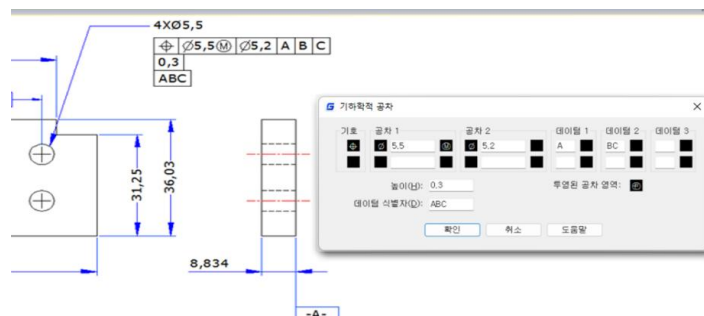 4XØ5,5
⌖ Ø5,5Ⓜ Ø5,2 A B C
0,3
ABC
31,25
36,03
8,834
-A-
기하학적 공차
기호 공차 1 공차 2 데이텀 1 데이텀 2 데이텀 3
⌖ Ø 5,5 Ⓜ Ø 5,2 A BC
높이(H): 0,3 투영된 공차 영역: Ⓟ
데이텀 식별자(D): ABC
확인 취소 도움말